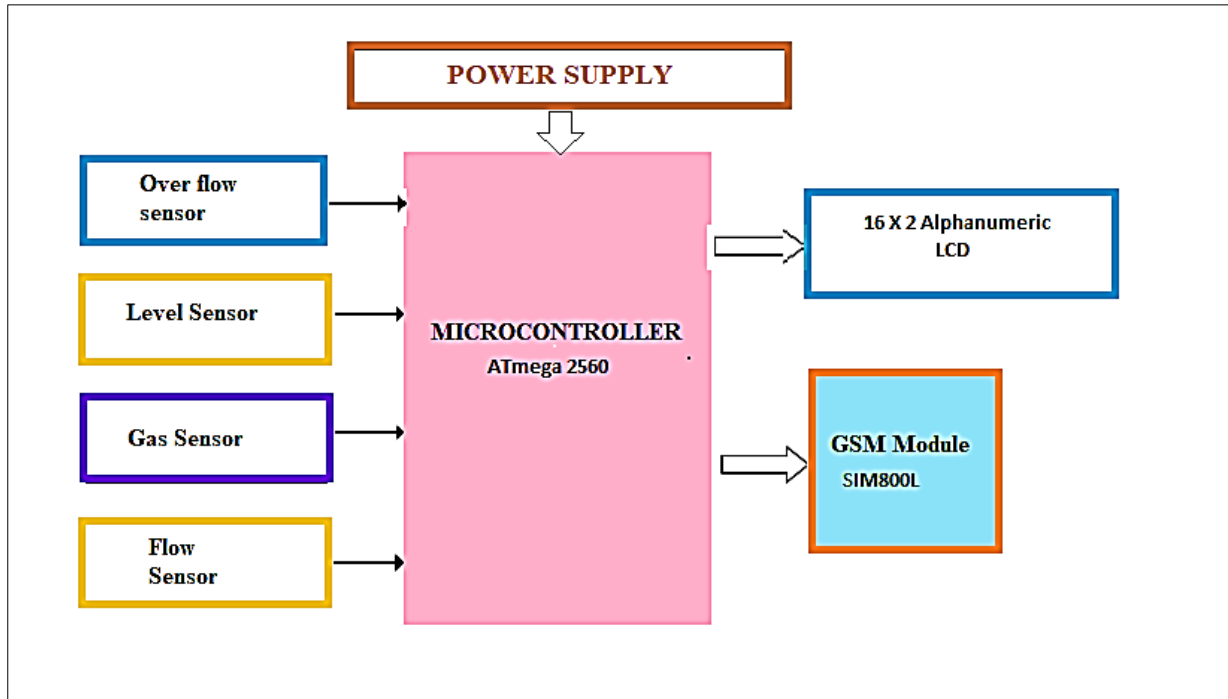 POWER SUPPLY
Over flow
sensor
Level Sensor
Gas Sensor
Flow
Sensor
MICROCONTROLLER
ATmega 2560
16 X 2 Alphanumeric
LCD
GSM Module
SIM800L